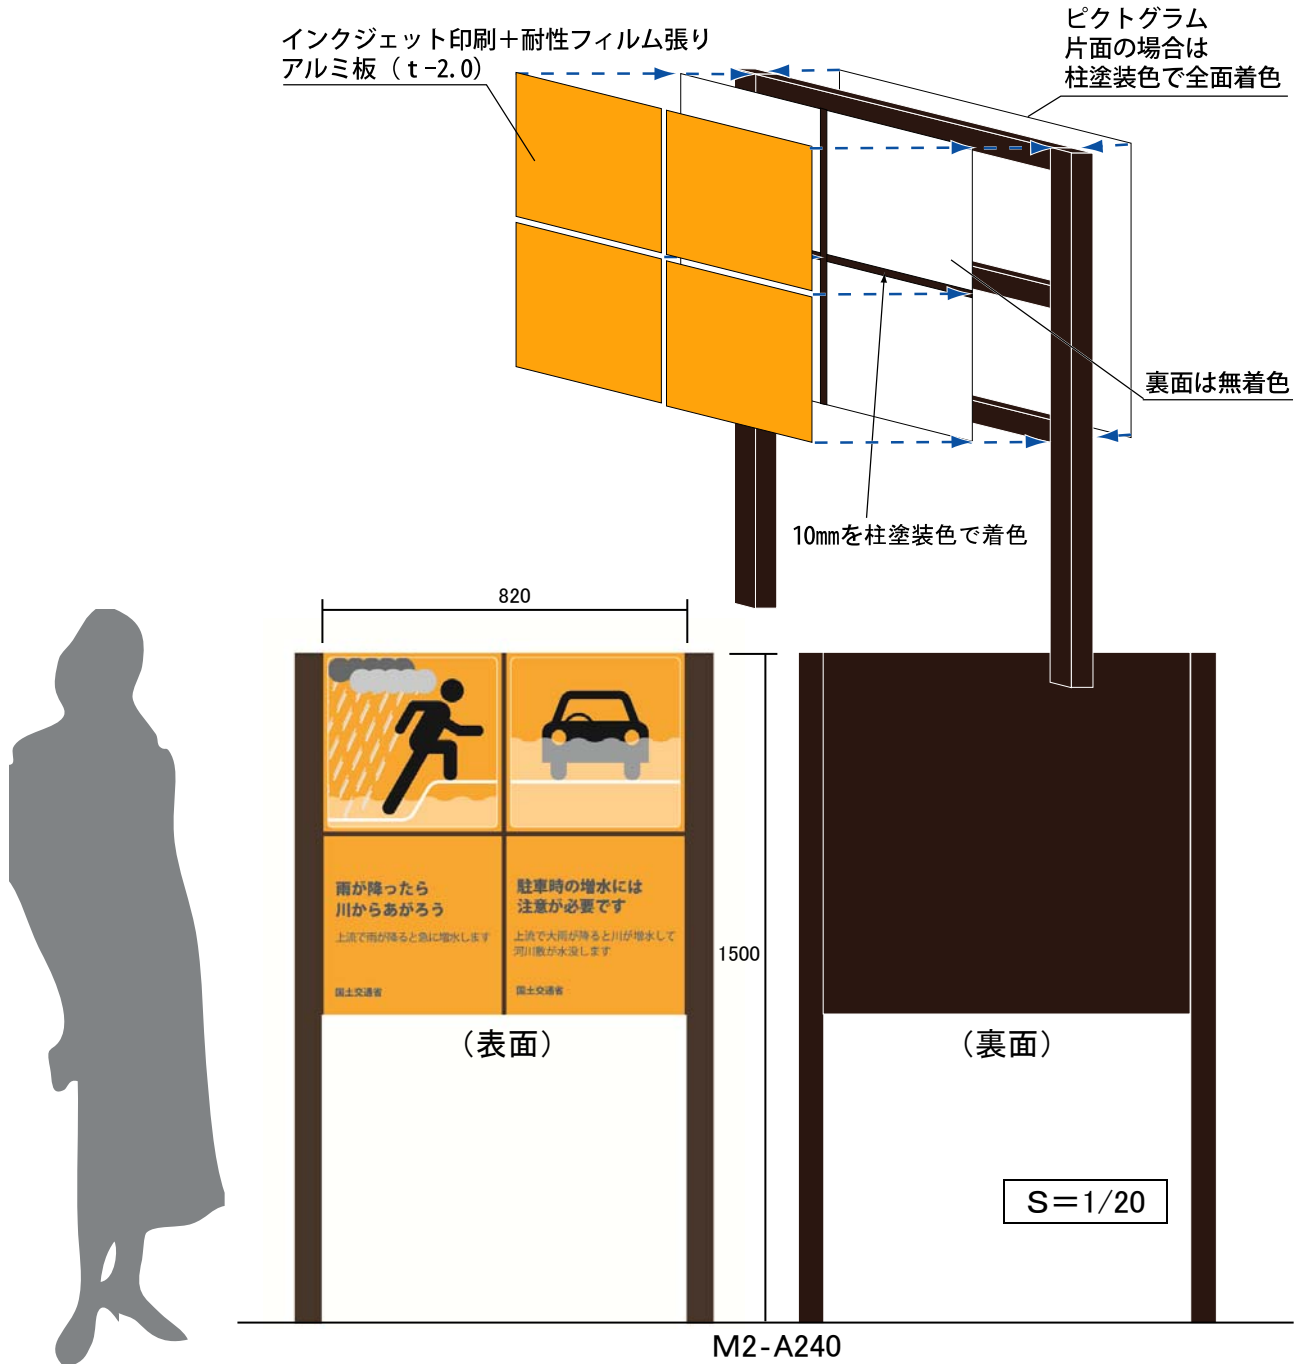 インクジェット印刷＋耐性フィルム張り
アルミ板（ｔ-2.0）
ピクトグラム
片面の場合は
柱塗装色で全面着色
裏面は無着色
10mmを柱塗装色で着色
820
雨が降ったら
川からあがろう
上流で雨が降ると急に増水します
国土交通省
駐車時の増水には
注意が必要です
上流で大雨が降ると川が増水して
河川敷が水没します
国土交通省
1500
（表面）
（裏面）
Ｓ＝1/20
M2-A240